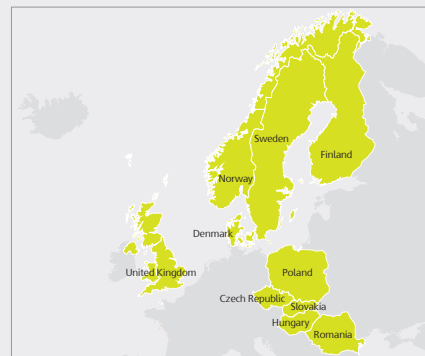 Sweden
Finland
Norway
Denmark
United Kingdom
Poland
Czech Republic
Slovakia
Hungary
Romania